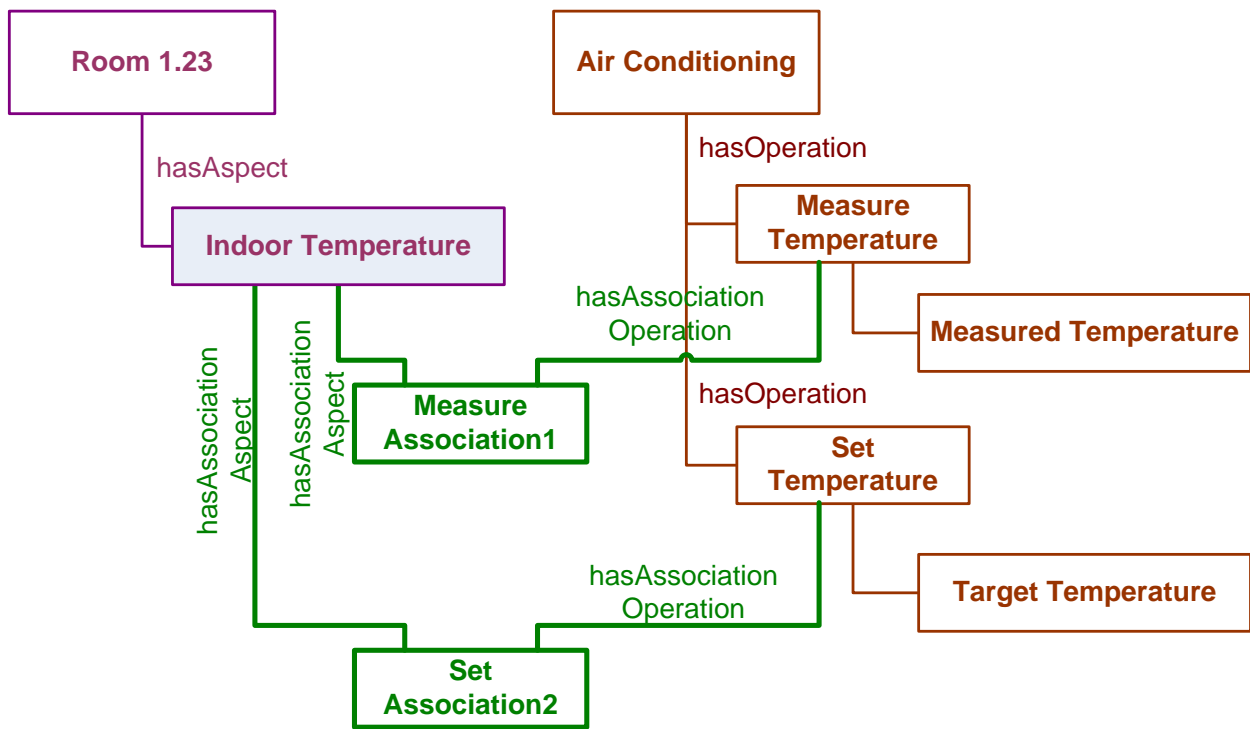 Room 1.23
Air Conditioning
hasAspect
hasOperation
Indoor Temperature
Measure
Temperature
hasAssociation
Operation
Measured Temperature
hasAssociation
Aspect
hasAssociation
Aspect
Measure
Association1
hasOperation
Set
Temperature
hasAssociation
Operation
Target Temperature
Set
Association2